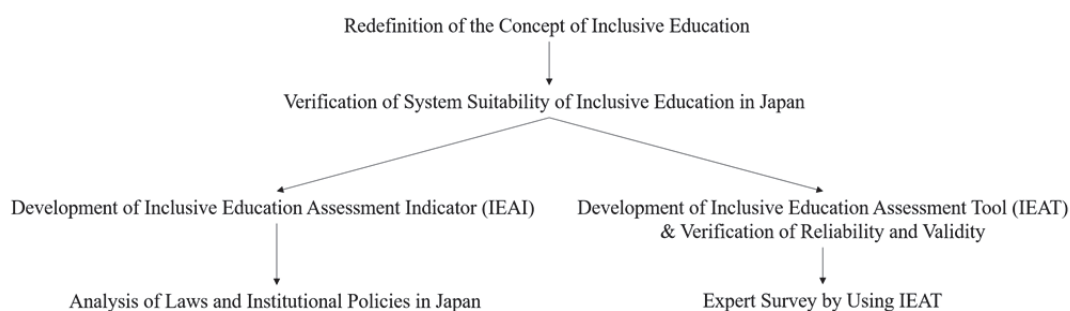 Redefinition of the Concept of Inclusive Education
Verification of System Suitability of Inclusive Education in Japan
Development of Inclusive Education Assessment Indicator (IEAI)
Development of Inclusive Education Assessment Tool (IEAT)
& Verification of Reliability and Validity
Analysis of Laws and Institutional Policies in Japan
Expert Survey by Using IEAT